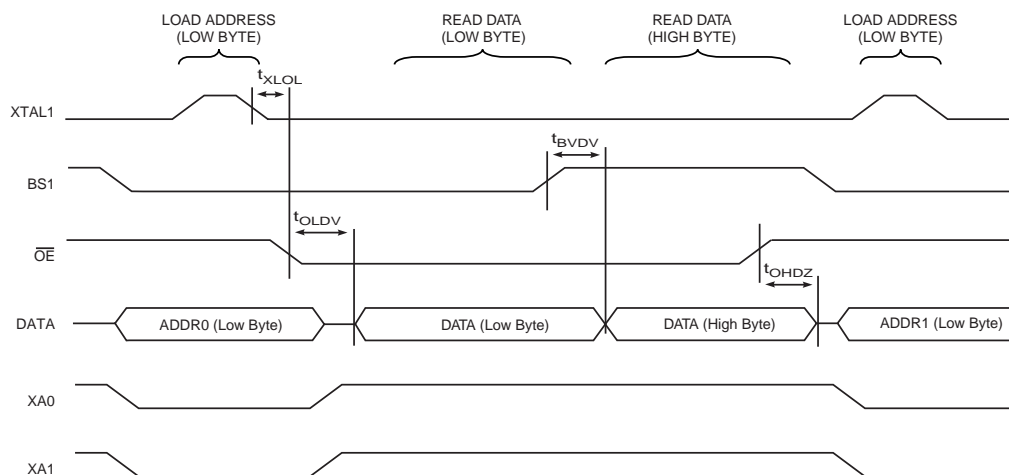 LOAD ADDRESS
(LOW BYTE)
READ DATA
(LOW BYTE)
READ DATA
(HIGH BYTE)
LOAD ADDRESS
(LOW BYTE)
tXLOL
XTAL1
tBVDV
BS1
tOLDV
OE
tOHDZ
DATA
ADDR0 (Low Byte)
DATA (Low Byte)
DATA (High Byte)
ADDR1 (Low Byte)
XA0
XA1